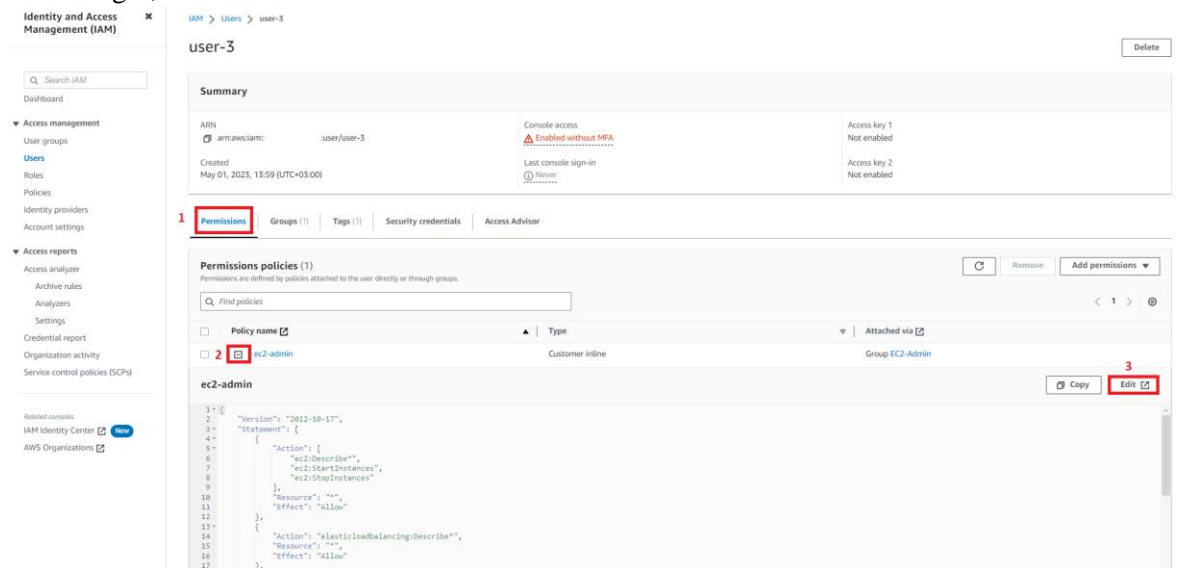 Identity and Access Management (IAM)
Search IAM
Dashboard
Access management
User groups
Users
Roles
Policies
Identity providers
Account settings
Access reports
Access analyzer
Archive rules
Analyzers
Settings
Credential report
Organization activity
Service control policies (SCPs)
Related consoles
IAM Identity Center New
AWS Organizations
IAM > Users > user-3
user-3
Delete
Summary
ARN
arn:aws:iam:: :user/user-3
Created
May 01, 2023, 13:59 (UTC+03:00)
Console access
Enabled without MFA
Last console sign-in
Never
Access key 1
Not enabled
Access key 2
Not enabled
1 Permissions Groups (1) Tags (1) Security credentials Access Advisor
Permissions policies (1)
Permissions are defined by policies attached to the user directly or through groups.
Remove Add permissions
Find policies
< 1 >
Policy name Type Attached via
2 ec2-admin Customer inline Group EC2-Admin
3
ec2-admin Copy Edit
1 {
2 "Version": "2012-10-17",
3 "Statement": [
4 {
5 "Action": [
6 "ec2:Describe*",
7 "ec2:StartInstances",
8 "ec2:StopInstances"
9 ],
10 "Resource": "*",
11 "Effect": "Allow"
12 },
13 {
14 "Action": "elasticloadbalancing:Describe*",
15 "Resource": "*",
16 "Effect": "Allow"
17 },